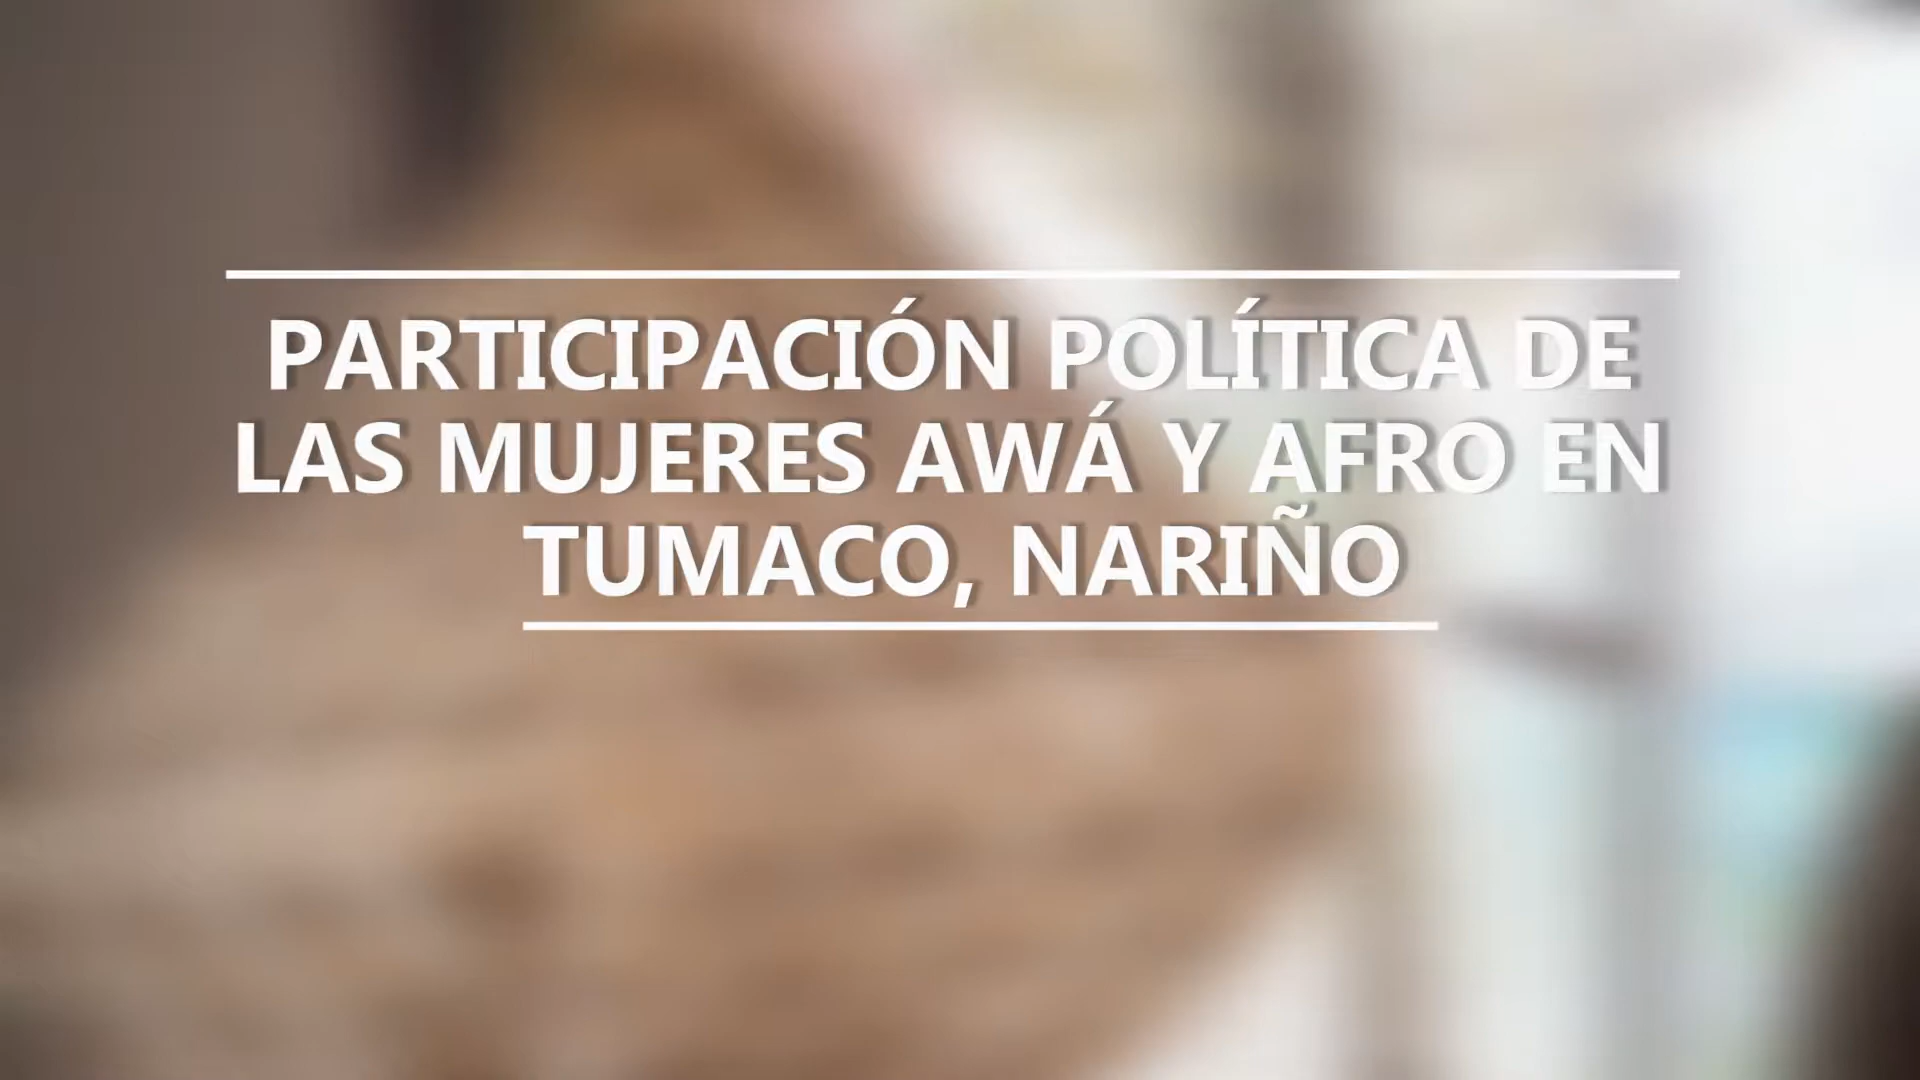 PARTICIPACIÓN POLÍTICA DE
LAS MUJERES AWÁ Y AFRO EN
TUMACO, NARIÑO